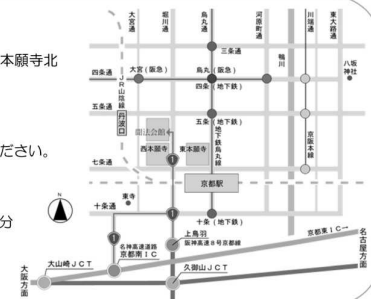 本願寺北
ださい。
分
大宮通
堀川通
烏丸通
河原町通
鴨川
川端通
東大路通
三条通
四条通
大宮(阪急)
烏丸(阪急)
四条(地下鉄)
八坂神社
JR山陰線
丹波口
五条通
五条(地下鉄)
地下鉄烏丸線
京阪本線
聞法会館
西本願寺
東本願寺
七条通
1
京都駅
東寺
N
十条通
十条(地下鉄)
1
1
上鳥羽
阪神高速8号京都線
名神高速道路
京都南IC
京都東IC→
名古屋方面
大山崎JCT
久御山JCT
大阪方面